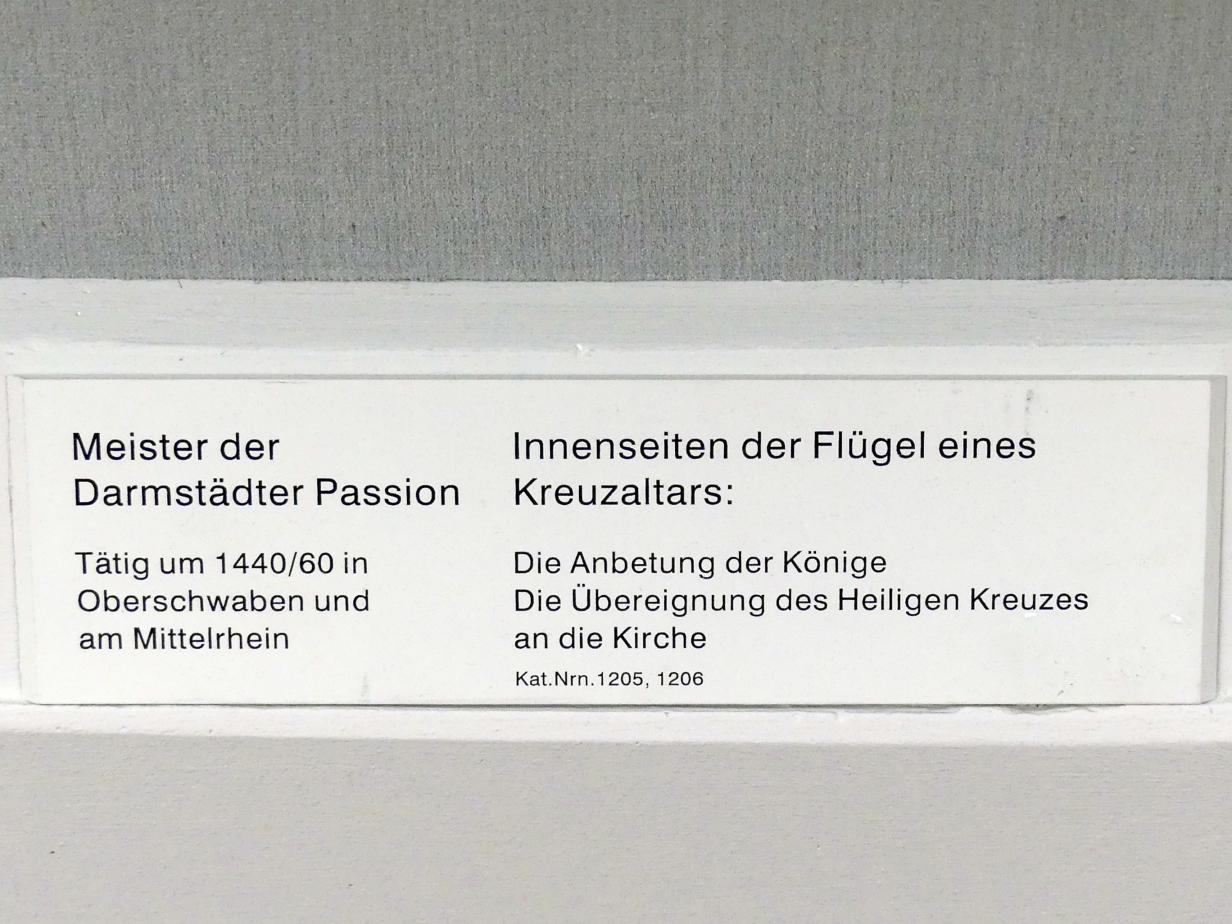 Meister der
Darmstädter Passion
Tätig um 1440/60 in
Oberschwaben und
am Mittelrhein
Innenseiten der Flügel eines
Kreuzaltars:
Die Anbetung der Könige
Die Übereignung des Heiligen Kreuzes
an die Kirche
Kat.Nrn.1205, 1206